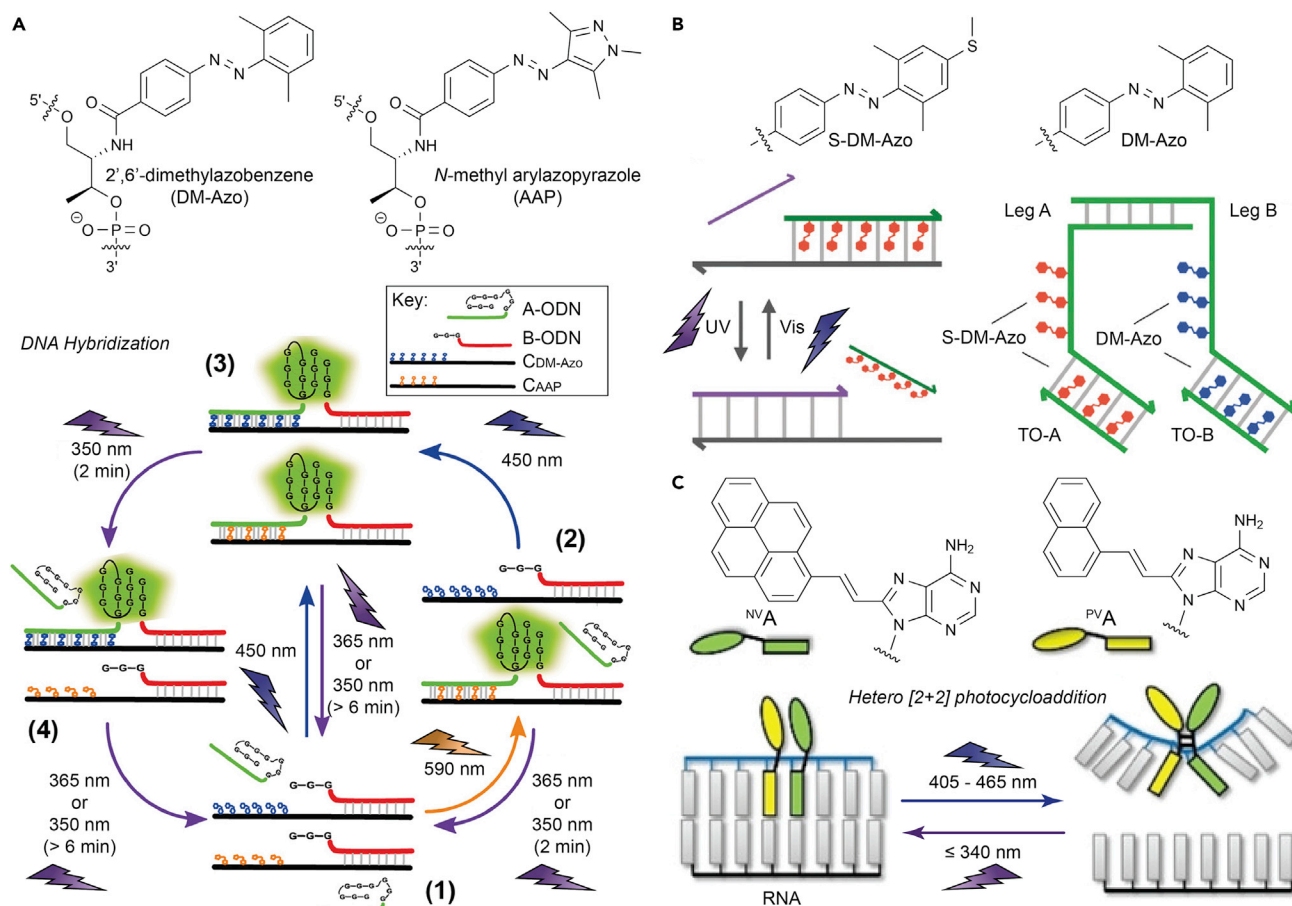 A
5'
O
O
NH
O
⊖O–P=O
3'
N
N
2',6'-dimethylazobenzene
(DM-Azo)
5'
O
O
NH
O
⊖O–P=O
3'
N
N
N
N
N-methyl arylazopyrazole
(AAP)
Key:
A-ODN
G-G-G
B-ODN
CDM-Azo
CAAP
DNA Hybridization
(3)
350 nm
(2 min)
450 nm
(2)
G-G-G
G-G-G
450 nm
365 nm
or
350 nm
(> 6 min)
(4)
590 nm
365 nm
or
350 nm
(> 6 min)
G-G-G
G-G-G
365 nm
or
350 nm
(2 min)
(1)
B
S
N
N
S-DM-Azo
N
N
DM-Azo
UV
Vis
Leg A
Leg B
S-DM-Azo
DM-Azo
TO-A
TO-B
C
NH2
N
N
N
N
NVA
NH2
N
N
N
N
PVA
Hetero [2+2] photocycloaddition
405 - 465 nm
≤ 340 nm
RNA